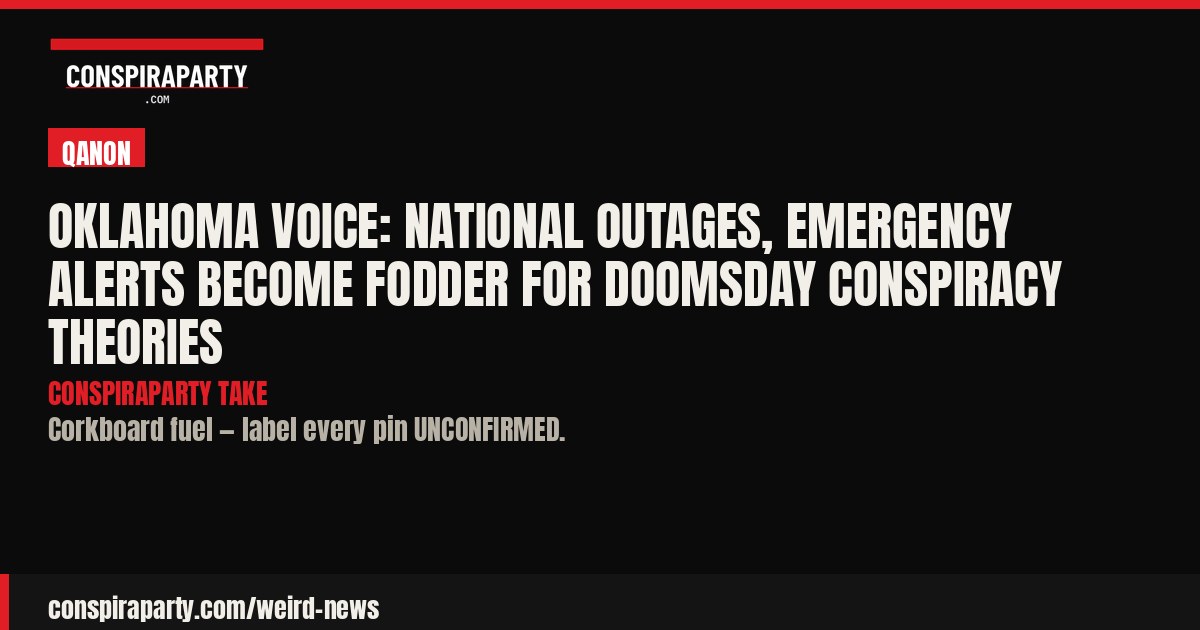 CONSPIRAPARTY
.COM
QANON
OKLAHOMA VOICE: NATIONAL OUTAGES, EMERGENCY
ALERTS BECOME FODDER FOR DOOMSDAY CONSPIRACY
THEORIES
CONSPIRAPARTY TAKE
Corkboard fuel – label every pin UNCONFIRMED.
conspiraparty.com/weird-news